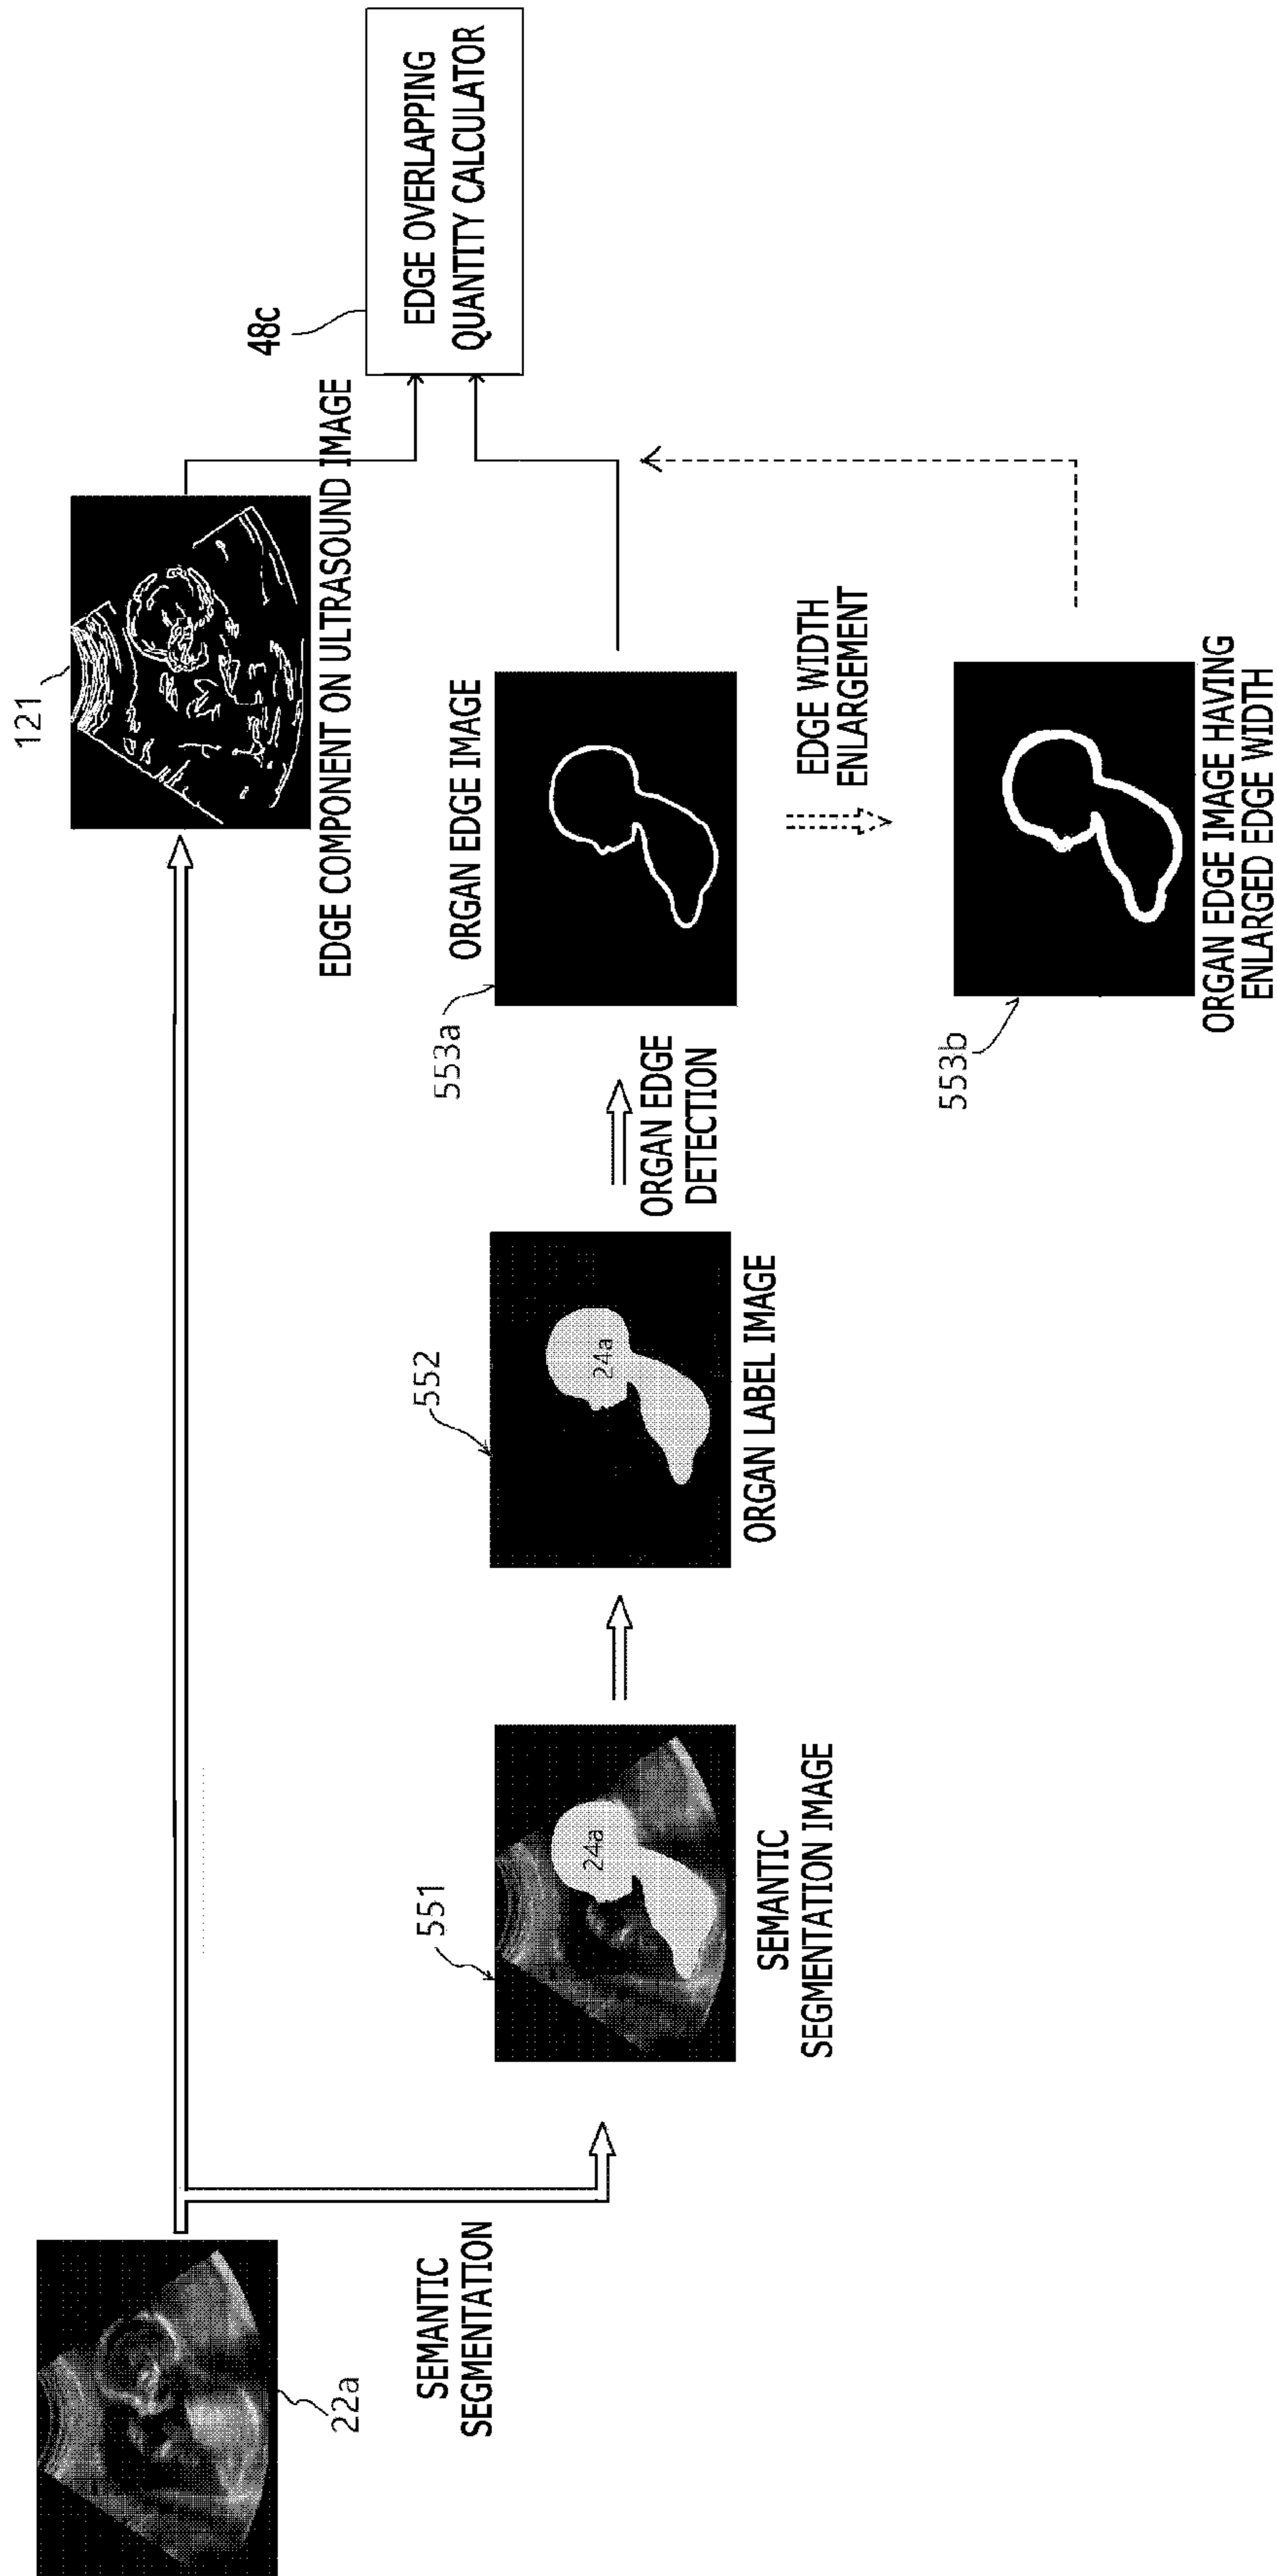 22a
SEMANTIC
SEGMENTATION
551
24a
SEMANTIC
SEGMENTATION IMAGE
552
24a
ORGAN LABEL IMAGE
ORGAN EDGE
DETECTION
553a
ORGAN EDGE IMAGE
EDGE WIDTH
ENLARGEMENT
553b
ORGAN EDGE IMAGE HAVING
ENLARGED EDGE WIDTH
121
EDGE COMPONENT ON ULTRASOUND IMAGE
48c
EDGE OVERLAPPING
QUANTITY CALCULATOR